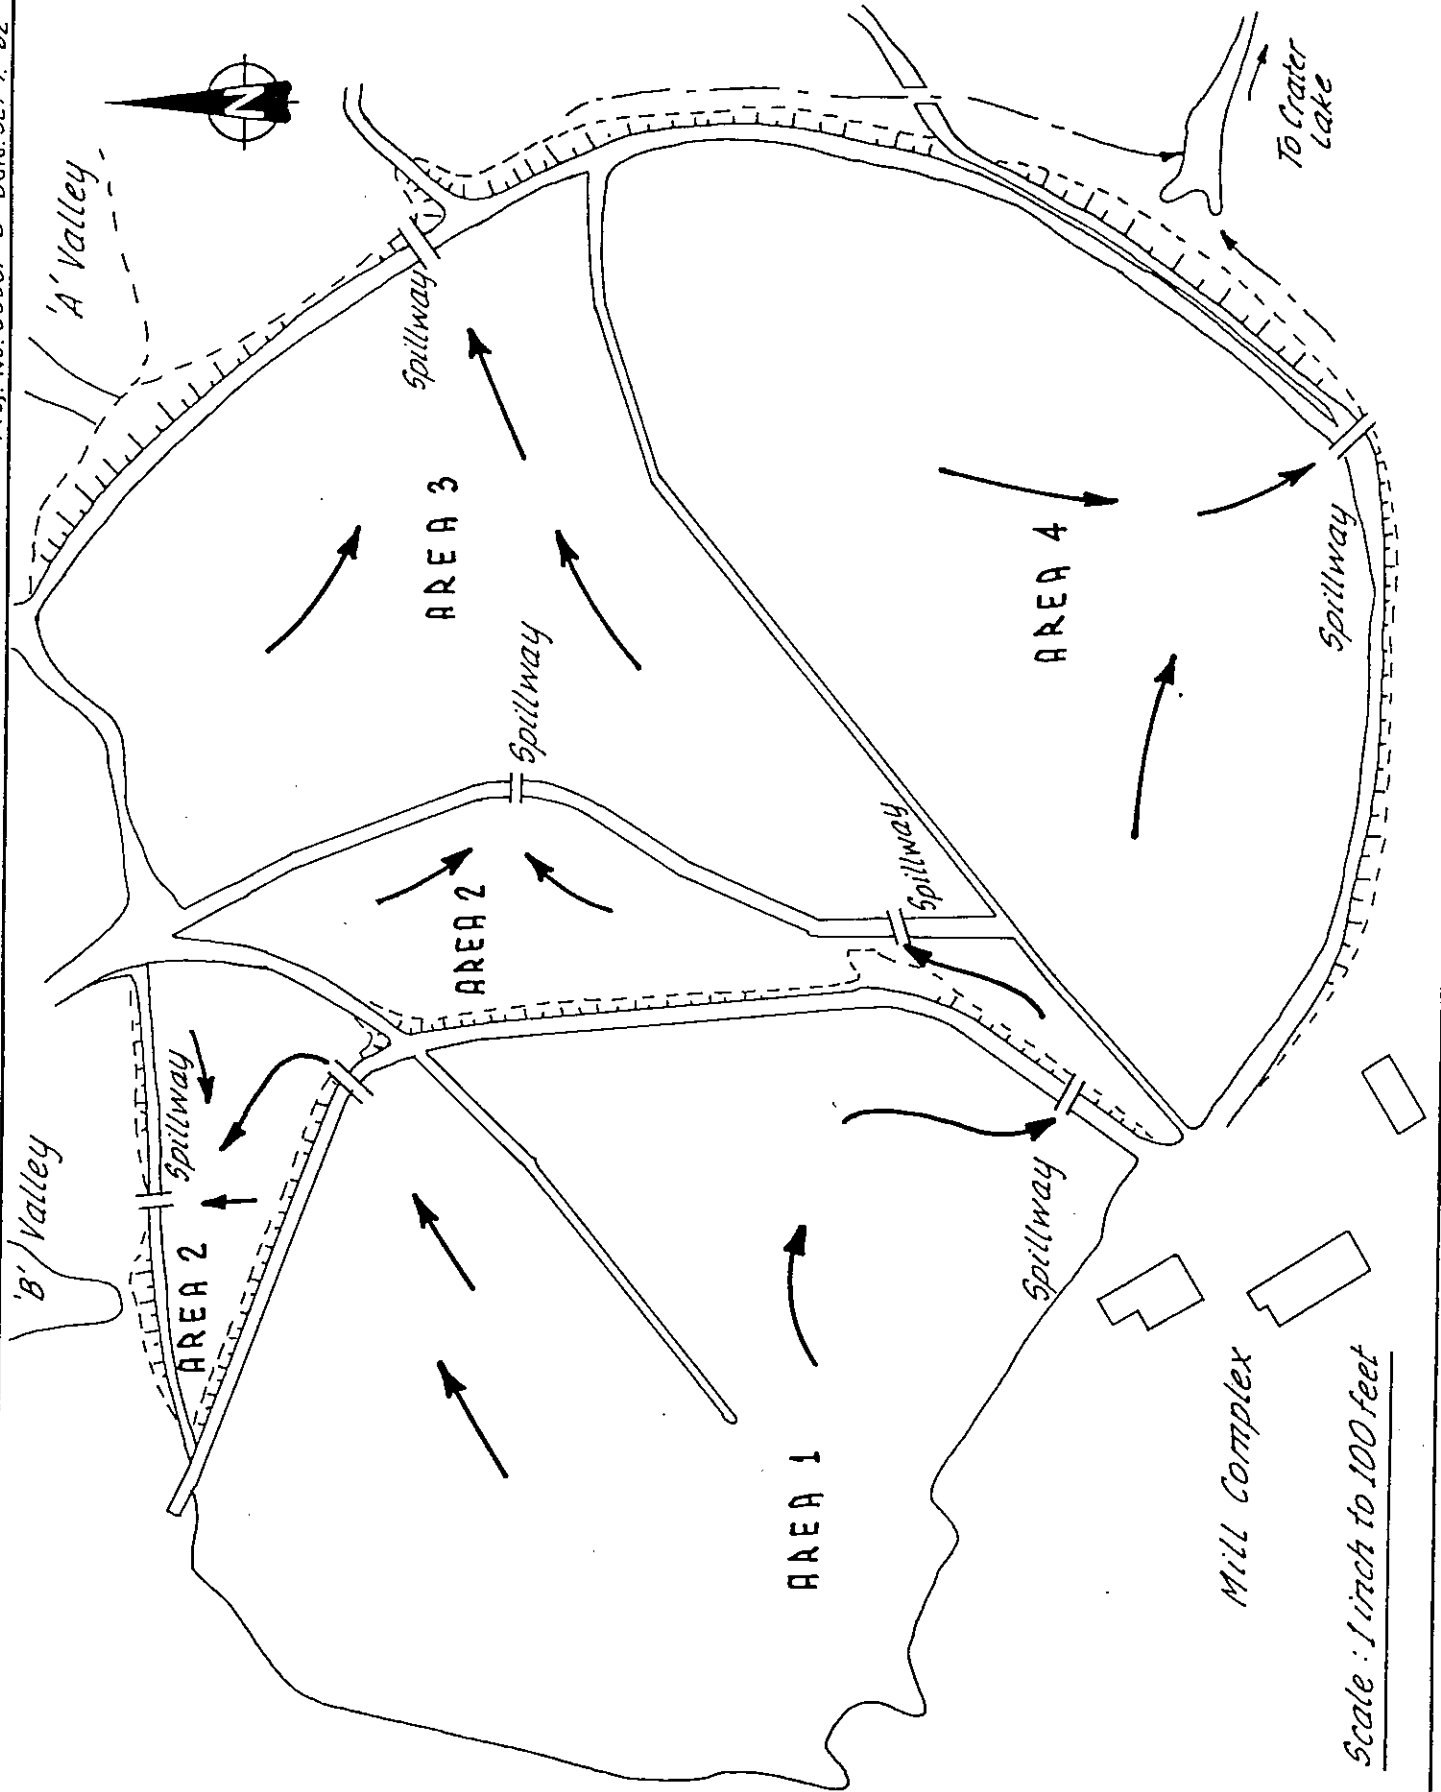 'A' Valley
N
'B' Valley
Spillway
Spillway
AREA 2
AREA 3
Spillway
AREA 2
Spillway
AREA 4
Spillway
AREA 1
Spillway
To Crater
Lake
Mill Complex
Scale : 1 inch to 100 feet